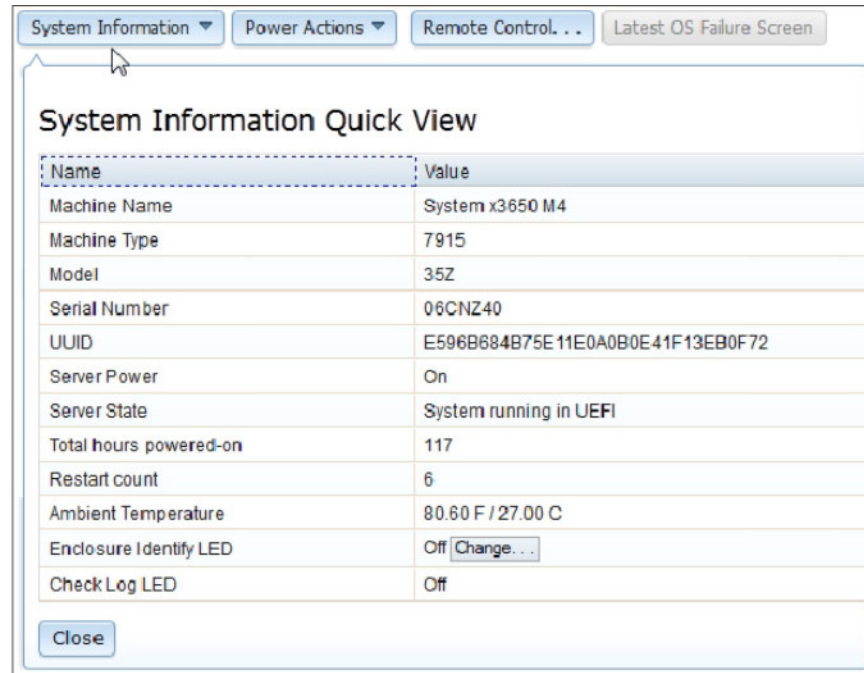 System Information Power Actions Remote Control. . . Latest OS Failure Screen
System Information Quick View
Name Value
Machine Name System x3650 M4
Machine Type 7915
Model 35Z
Serial Number 06CNZ40
UUID E596B684B75E11E0A0B0E41F13EB0F72
Server Power On
Server State System running in UEFI
Total hours powered-on 117
Restart count 6
Ambient Temperature 80.60 F / 27.00 C
Enclosure Identify LED Off Change. . .
Check Log LED Off
Close